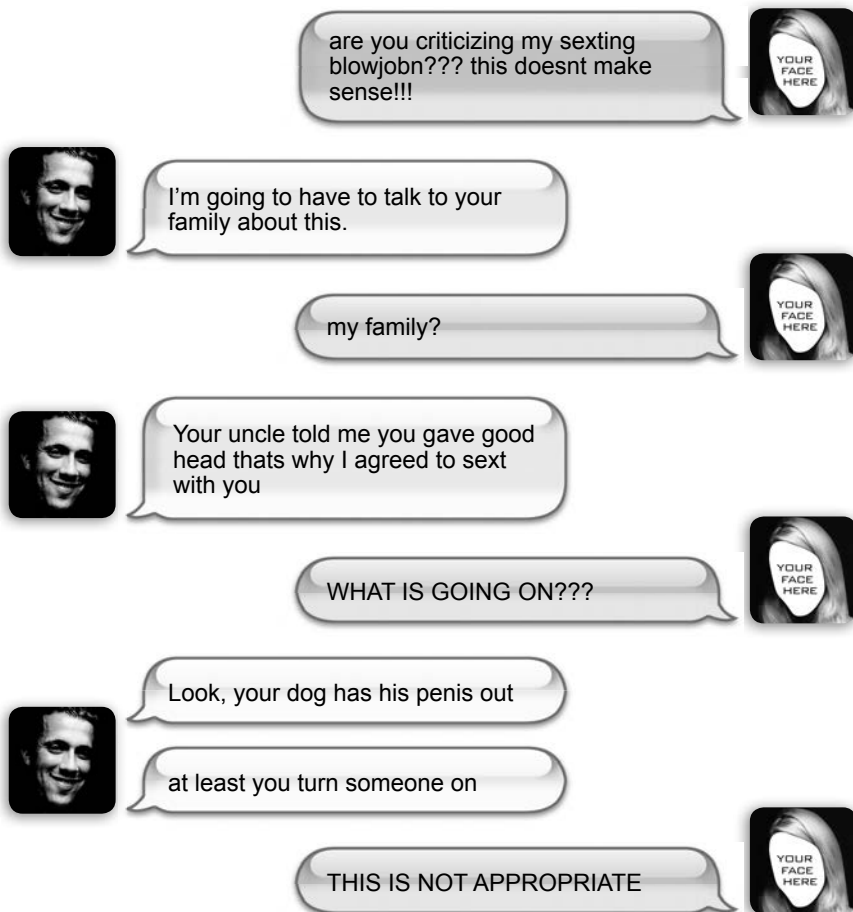 are you criticizing my sexting
blowjobn??? this doesnt make
sense!!!
YOUR
FACE
HERE
I'm going to have to talk to your
family about this.
my family?
YOUR
FACE
HERE
Your uncle told me you gave good
head thats why I agreed to sext
with you
WHAT IS GOING ON???
YOUR
FACE
HERE
Look, your dog has his penis out
at least you turn someone on
THIS IS NOT APPROPRIATE
YOUR
FACE
HERE